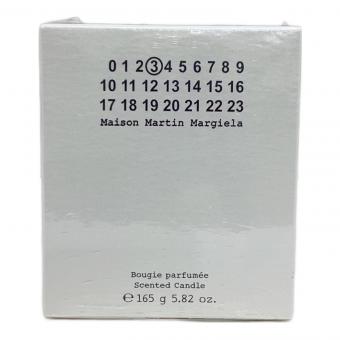 0 1 2 3 4 5 6 7 8 9
10 11 12 13 14 15 16
17 18 19 20 21 22 23
Maison Martin Margiela
Bougie parfumée
Scented Candle
℮ 165 g 5.82 oz.